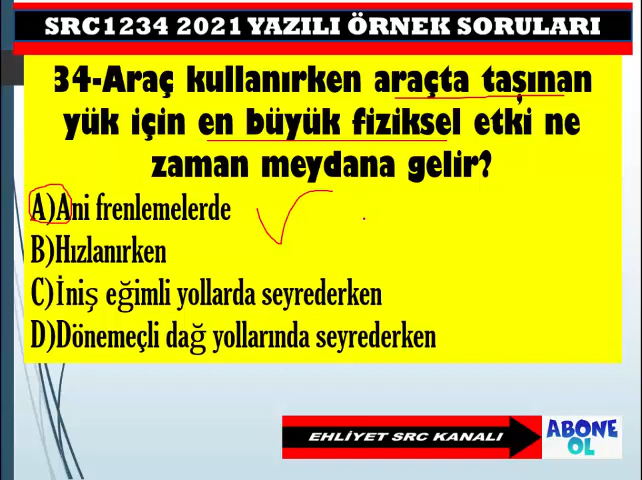 SRC1234 2021 YAZILI ÖRNEK SORULARI
34-Araç kullanırken araçta taşınan
yük için en büyük fiziksel etki ne
zaman meydana gelir?
A)Ani frenlemelerde
B)Hızlanırken
C)İniş eğimli yollarda seyrederken
D)Dönemeçli dağ yollarında seyrederken
EHLİYET SRC KANALI
ABONE
OL